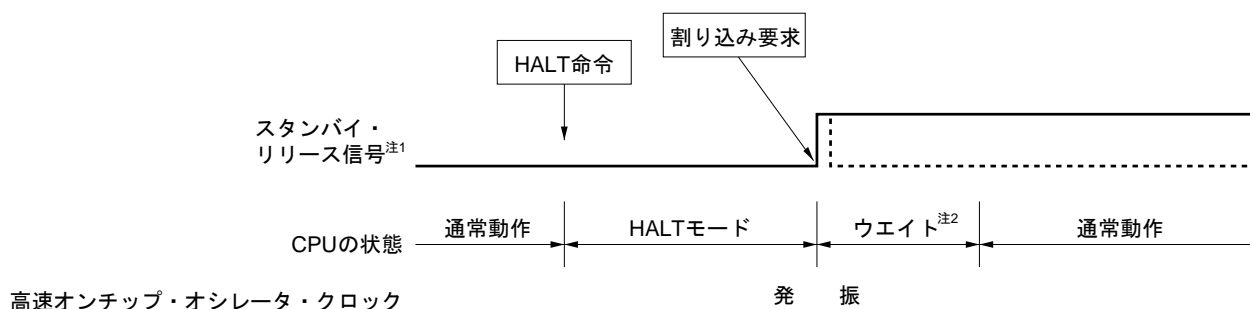 割り込み要求
HALT命令
スタンバイ・
リリース信号注1
CPUの状態 通常動作 HALTモード ウエイト注2 通常動作
高速オンチップ・オシレータ・クロック 発 振